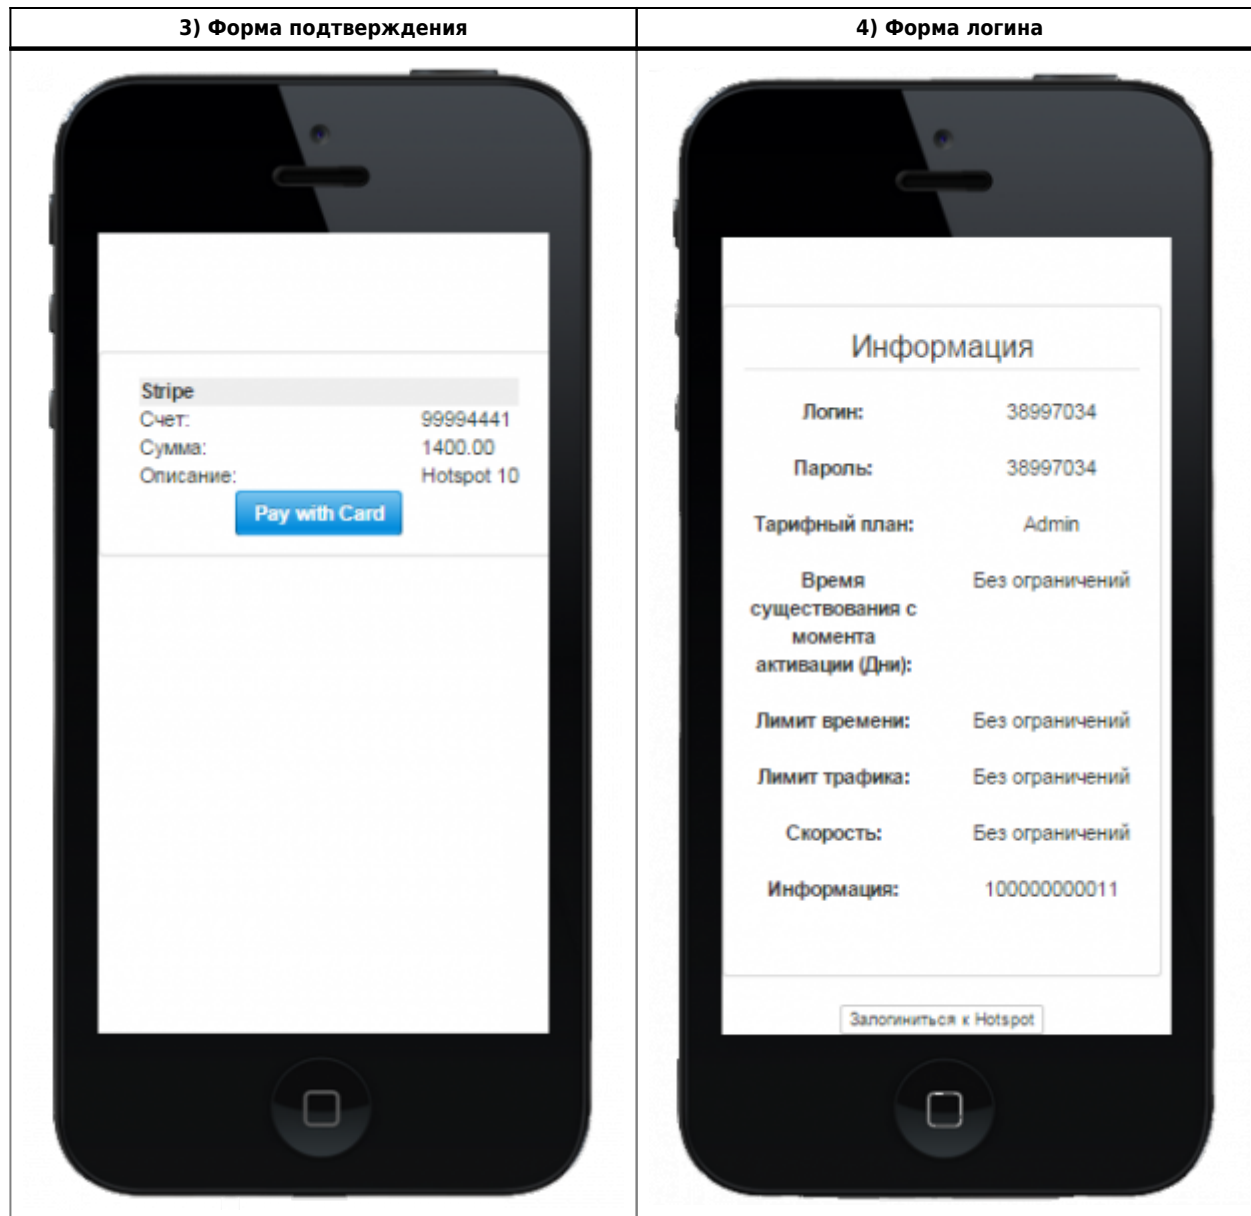 3) Форма подтверждения
4) Форма логина
Stripe
Счет: 99994441
Сумма: 1400.00
Описание: Hotspot 10
Pay with Card
Информация
Логин: 38997034
Пароль: 38997034
Тарифный план: Admin
Время Без ограничений
существования с
момента
активации (Дни):
Лимит времени: Без ограничений
Лимит трафика: Без ограничений
Скорость: Без ограничений
Информация: 100000000011
Залогиниться к Hotspot